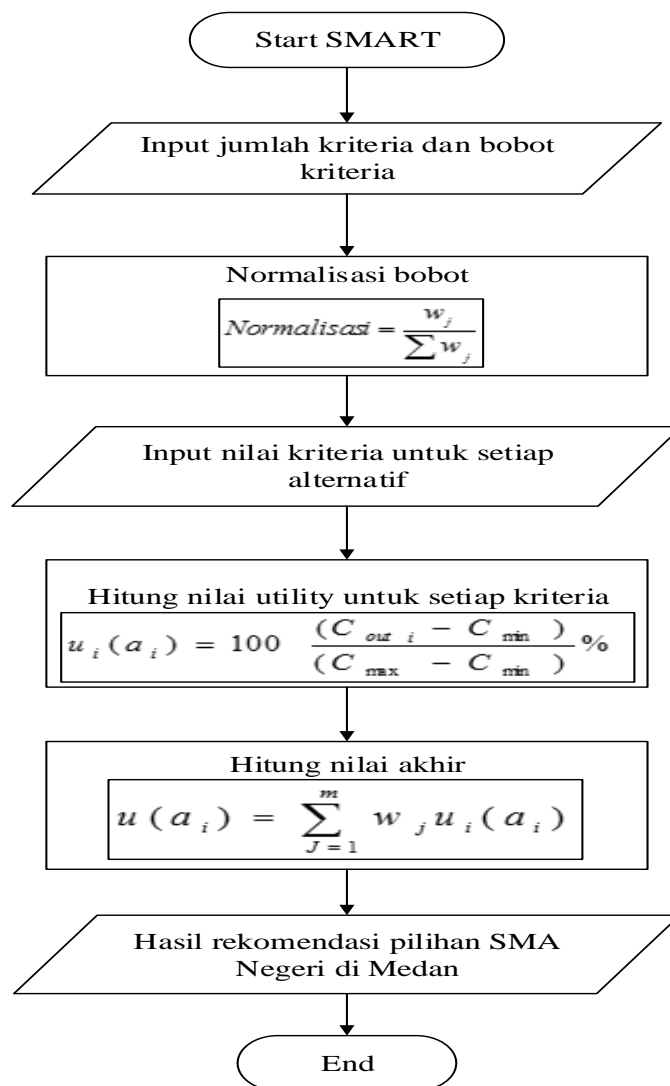 Start SMART
Input jumlah kriteria dan bobot
kriteria
Normalisasi bobot
Normalisasi = w_j / ∑ w_j
Input nilai kriteria untuk setiap
alternatif
Hitung nilai utility untuk setiap kriteria
u_i (a_i) = 100 (C_out i − C_min) / (C_max − C_min) %
Hitung nilai akhir
u (a_i) = ∑_{J=1}^{m} w_j u_i (a_i)
Hasil rekomendasi pilihan SMA
Negeri di Medan
End